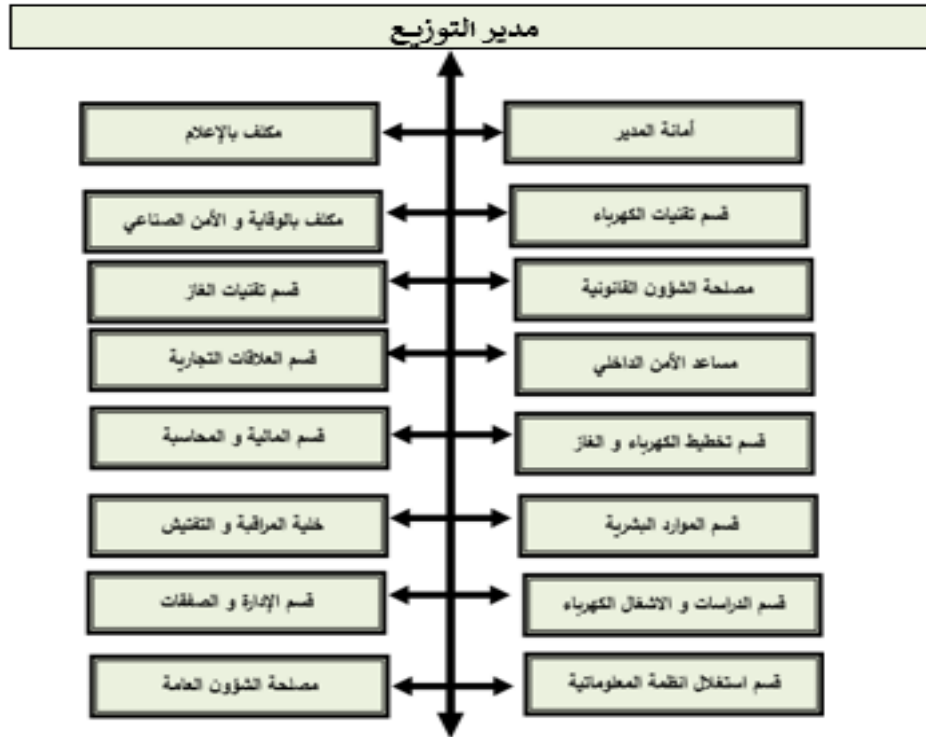 مدير التوزيع
أمانة المدير
مكلف بالإعلام
قسم تقنيات الكهرباء
مكلف بالوقاية و الأمن الصناعي
مصلحة الشؤون القانونية
قسم تقنيات الغاز
مساعد الأمن الداخلي
قسم العلاقات التجارية
قسم تخطيط الكهرباء و الغاز
قسم المالية و المحاسبة
قسم الموارد البشرية
خلية المراقبة و التفتيش
قسم الدراسات و الاشغال الكهرباء
قسم الإدارة و الصفقات
قسم استغلال انظمة المعلوماتية
مصلحة الشؤون العامة